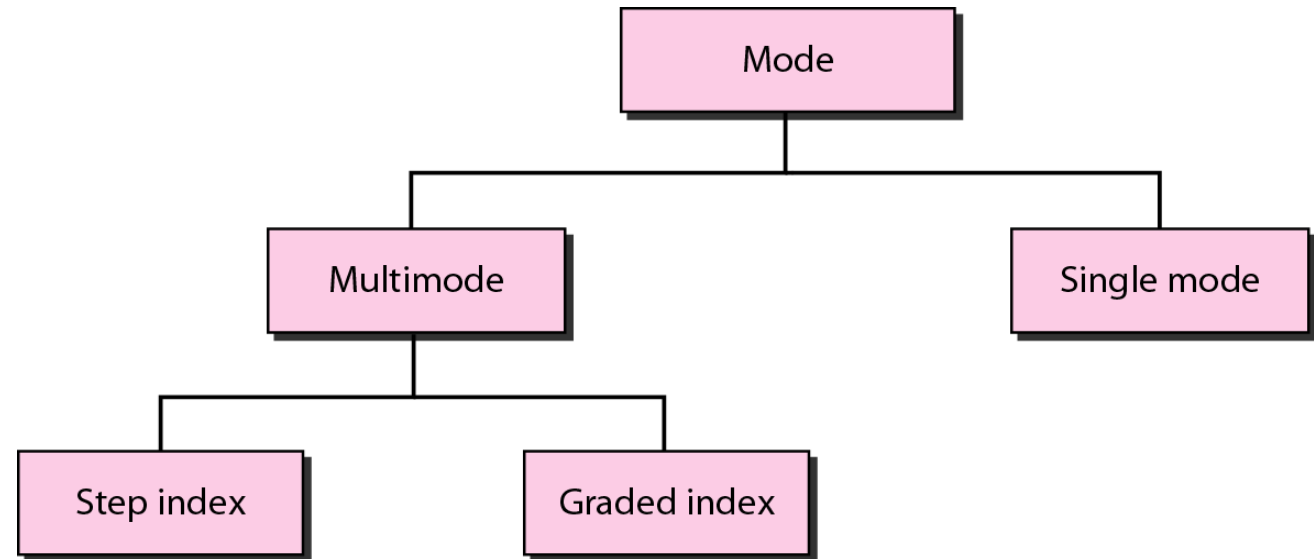 Mode
Multimode
Single mode
Step index
Graded index